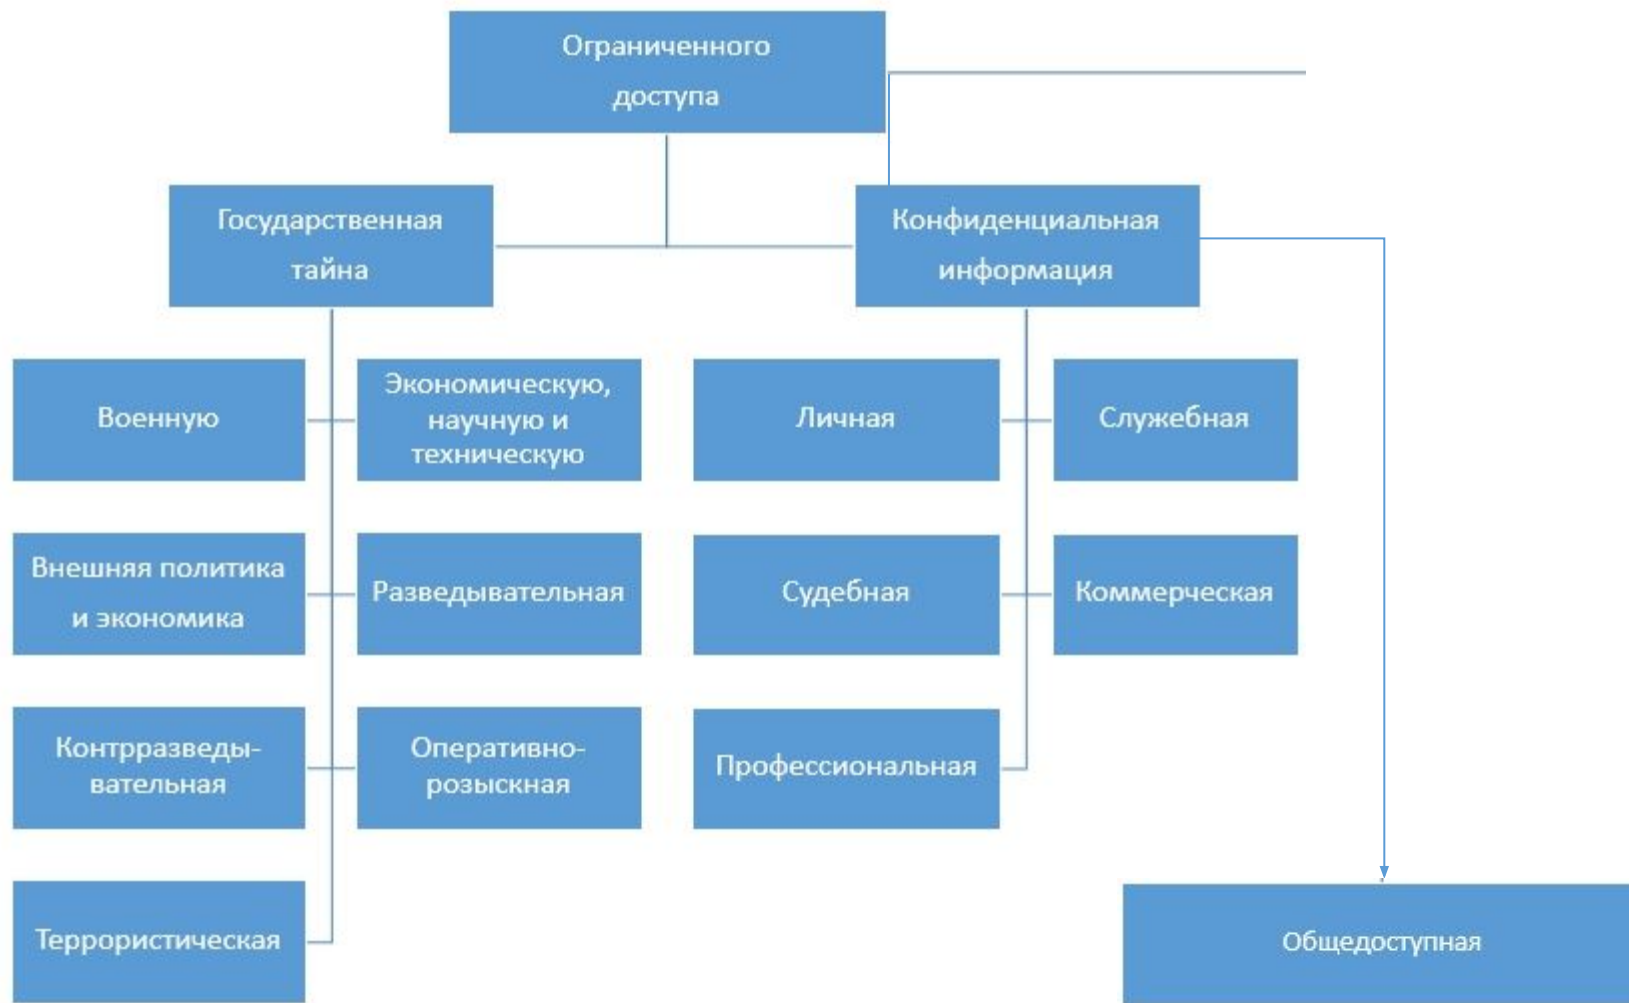 Ограниченного
доступа
Государственная
тайна
Конфиденциальная
информация
Военную
Экономическую,
научную и
техническую
Личная
Служебная
Внешняя политика
и экономика
Разведывательная
Судебная
Коммерческая
Контрразведы-
вательная
Оперативно-
розыскная
Профессиональная
Террористическая
Общедоступная